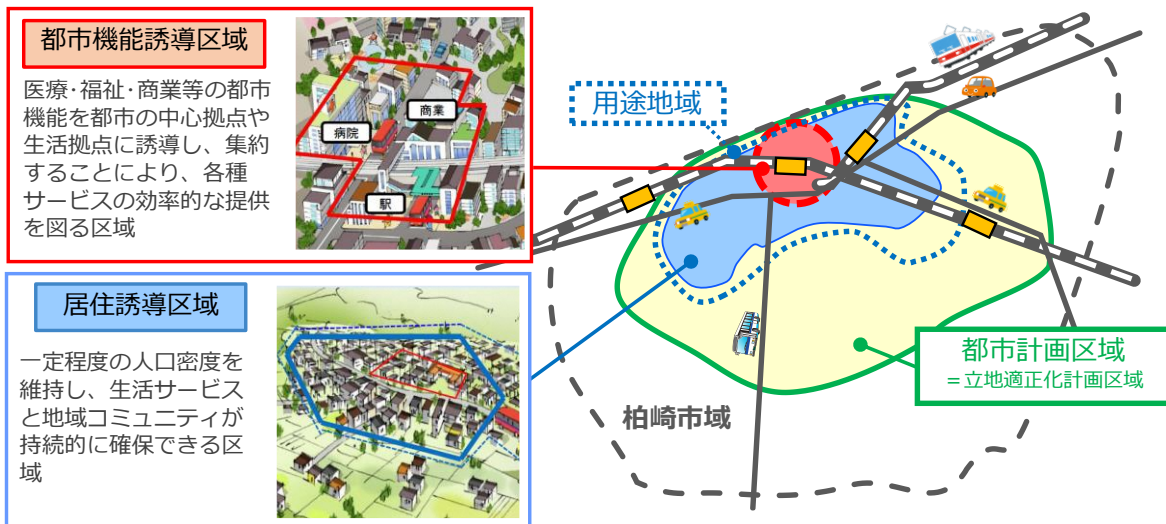 都市機能誘導区域
医療・福祉・商業等の都市
機能を都市の中心拠点や
生活拠点に誘導し、集約
することにより、各種
サービスの効率的な提供
を図る区域
商業
病院
駅
居住誘導区域
一定程度の人口密度を
維持し、生活サービス
と地域コミュニティが
持続的に確保できる区
域
用途地域
都市計画区域
＝立地適正化計画区域
柏崎市域